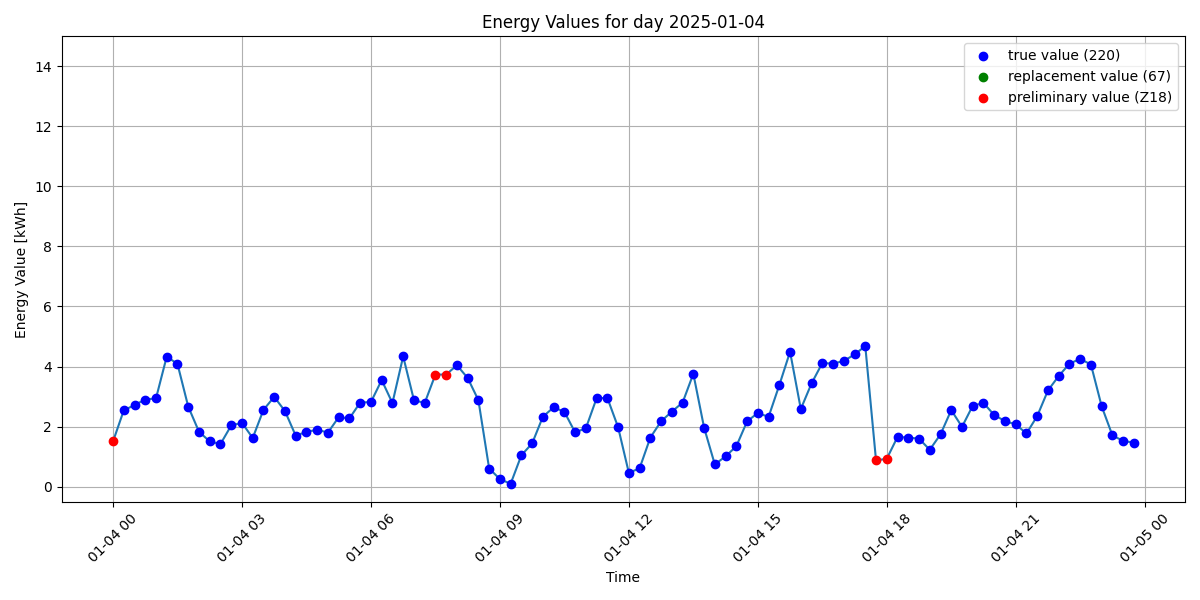 Energy Values for day 2025-01-04
true value (220)
replacement value (67)
preliminary value (Z18)
Energy Value [kWh]
14
12
10
8
6
4
2
0
01-04 00
01-04 03
01-04 06
01-04 09
01-04 12
01-04 15
01-04 18
01-04 21
01-05 00
Time